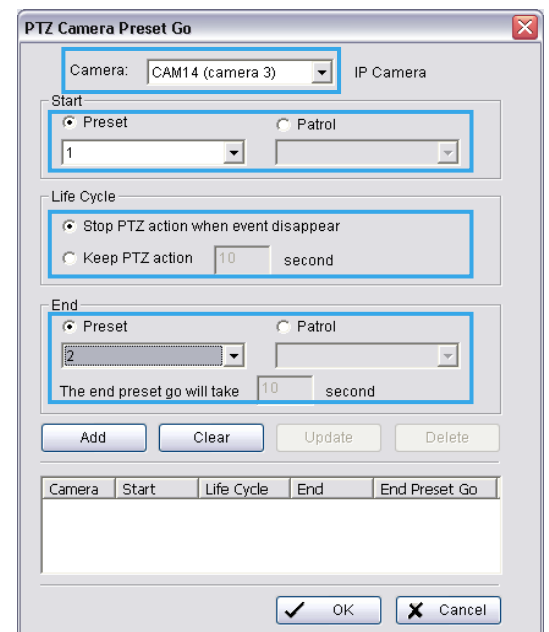 PTZ Camera Preset Go
Camera: CAM14 (camera 3) IP Camera
Start
Preset Patrol
1
Life Cycle
Stop PTZ action when event disappear
Keep PTZ action 10 second
End
Preset Patrol
2
The end preset go will take 10 second
Add Clear Update Delete
Camera Start Life Cycle End End Preset Go
OK Cancel